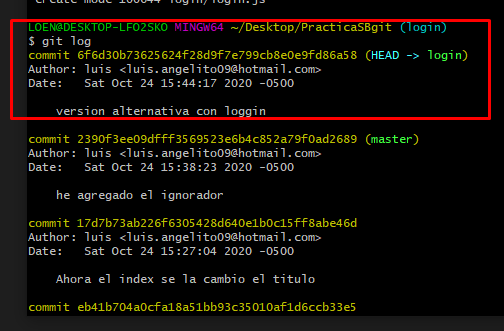 create mode 100644 login/login.js
LOEN@DESKTOP-LFO2SKO MINGW64 ~/Desktop/PracticaSBgit (login)
$ git log
commit 6f6d30b73625624f28d9f7e799cb8e0e9fd86a58 (HEAD -> login)
Author: luis <luis.angelito09@hotmail.com>
Date:   Sat Oct 24 15:44:17 2020 -0500
version alternativa con loggin
commit 2390f3ee09dfff3569523e6b4c852a79f0ad2689 (master)
Author: luis <luis.angelito09@hotmail.com>
Date:   Sat Oct 24 15:38:23 2020 -0500
he agregado el ignorador
commit 17d7b73ab226f6305428d640e1b0c15ff8abe46d
Author: luis <luis.angelito09@hotmail.com>
Date:   Sat Oct 24 15:27:04 2020 -0500
Ahora el index se la cambio el titulo
commit eb41b704a0cfa18a51bb93c35010af1d6ccb33e5